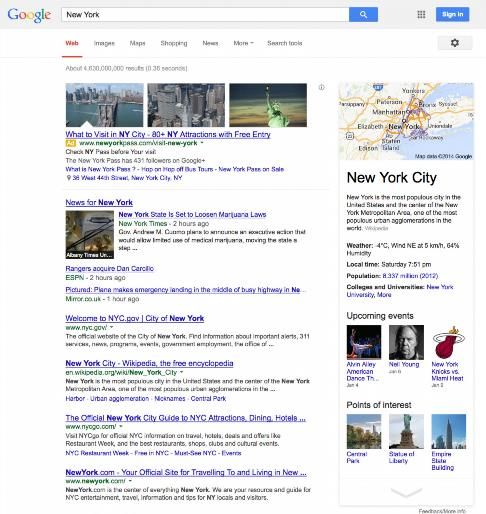 Google
New York
Sign in
Web Images Maps Shopping News More Search tools
About 4,630,000,000 results (0.36 seconds)
What to Visit in NY City - 80+ NY Attractions with Free Entry
Ad www.newyorkpass.com/visit-new-york
Check NY Pass Before Your visit
The New York Pass has 431 followers on Google+
What is New York Pass? - Hop on Hop off Bus Tours - New York Pass on Sale
36 West 44th Street, New York City, NY
News for New York
New York State Is Set to Loosen Marijuana Laws
New York Times - 2 hours ago
Gov. Andrew M. Cuomo plans to announce an executive action that
would allow limited use of medical marijuana, moving the state a
step ...
Albany Times Un...
Rangers acquire Dan Carcillo
ESPN - 2 hours ago
Pictured: Plane makes emergency landing in the middle of busy highway in Ne...
Mirror.co.uk - 1 hour ago
Welcome to NYC.gov | City of New York
www.nyc.gov/
The official website of the City of New York. Find information about important alerts, 311
services, news, programs, events, government employment, the office of ...
New York City - Wikipedia, the free encyclopedia
en.wikipedia.org/wiki/New_York_City
New York is the most populous city in the United States and the center of the New York
Metropolitan Area, one of the most populous urban agglomerations in the ...
Harbor - Urban agglomeration - Nicknames - Central Park
The Official New York City Guide to NYC Attractions, Dining, Hotels ...
www.nycgo.com/
Visit NYCgo for official NYC information on travel, hotels, deals and offers like
Restaurant Week, and the best restaurants, shops, clubs and cultural events.
NYC Restaurant Week - Free in NYC - Must-See NYC - Events
NewYork.com - Your Official Site for Travelling To and Living in New ...
www.newyork.com/
NewYork.com is the center of everything New York. We are your resource and guide for
NYC entertainment, travel, information and tips for NY locals and visitors.
Yonkers
Paterson
Parsippany
Manhattan
Bronx
Syosset
Elizabeth
New York
Far Rockaway
Staten
Island
Edison
Map data ©2014 Google
New York City
New York is the most populous city in the
United States and the center of the New
York Metropolitan Area, one of the most
populous urban agglomerations in the
world. Wikipedia
Weather: -4°C, Wind NE at 5 km/h, 64%
Humidity
Local time: Saturday 7:51 pm
Population: 8.337 million (2012)
Colleges and Universities: New York
University, More
Upcoming events
Alvin Ailey
American
Dance Th...
Jan 4
Neil Young
Jan 6
New York
Knicks vs.
Miami Heat
Jan 2
Points of interest
Central
Park
Statue of
Liberty
Empire
State
Building
Feedback/More info